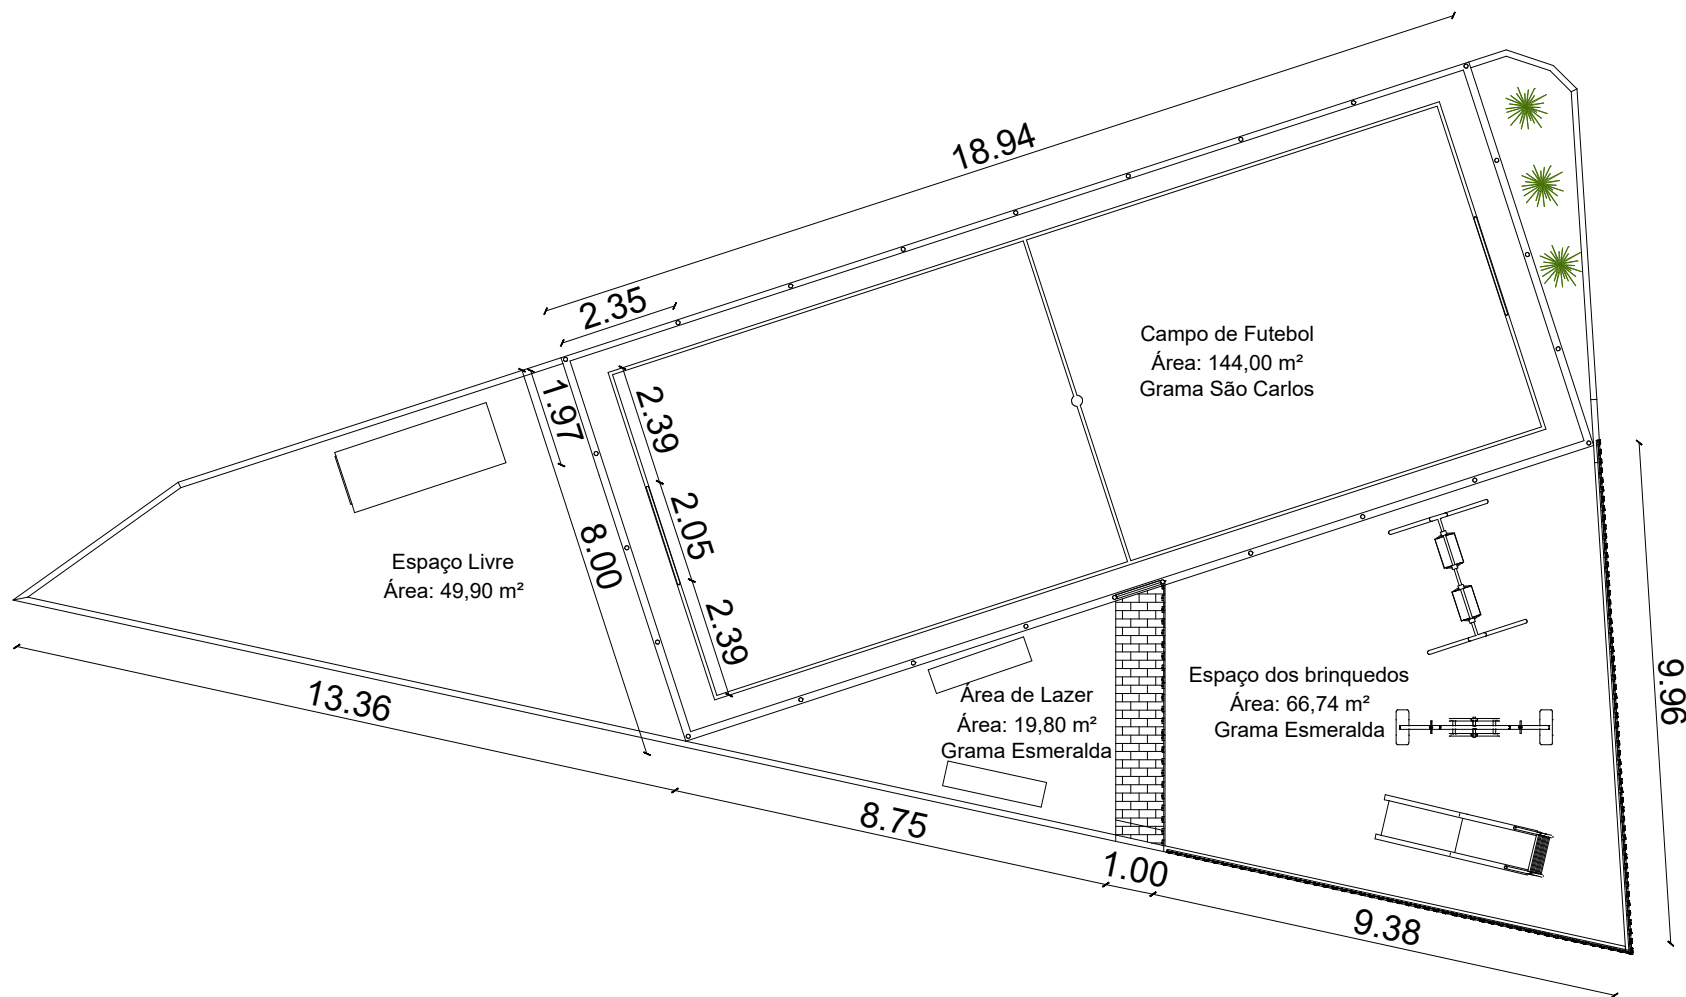 18.94
2.35
Campo de Futebol
Área: 144,00 m²
Grama São Carlos
1.97
2.39
2.05
8.00
2.39
Espaço Livre
Área: 49,90 m²
13.36
Área de Lazer
Área: 19,80 m²
Grama Esmeralda
Espaço dos brinquedos
Área: 66,74 m²
Grama Esmeralda
9.96
8.75
1.00
9.38